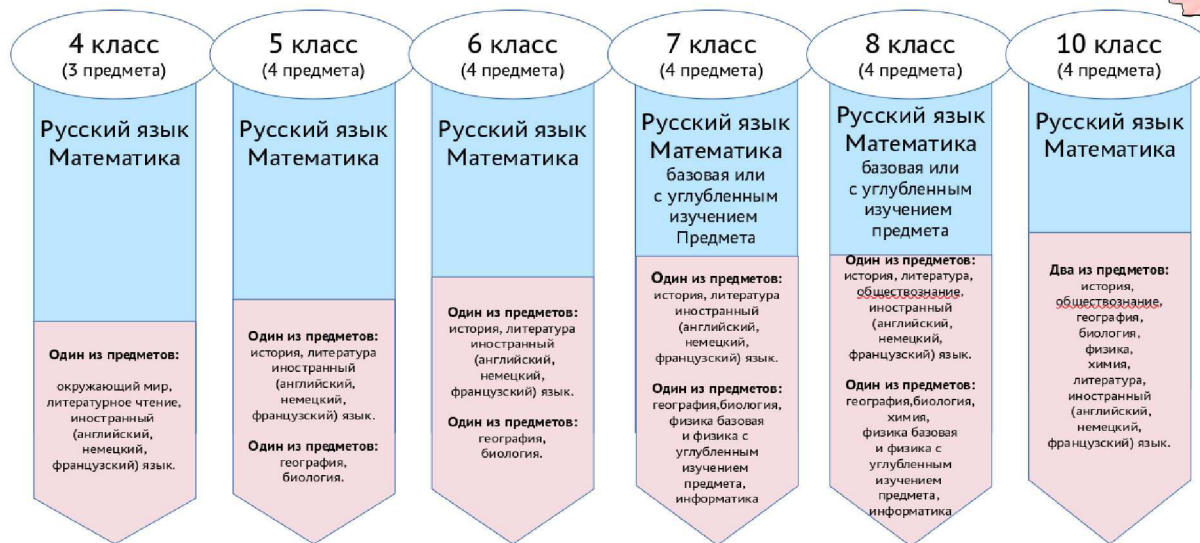 4 класс
(3 предмета)
Русский язык
Математика
Один из предметов:
окружающий мир,
литературное чтение,
иностранный
(английский,
немецкий,
французский) язык.
5 класс
(4 предмета)
Русский язык
Математика
Один из предметов:
история, литература
иностранный
(английский,
немецкий,
французский) язык.
Один из предметов:
география,
биология.
6 класс
(4 предмета)
Русский язык
Математика
Один из предметов:
история, литература
иностранный
(английский,
немецкий,
французский) язык.
Один из предметов:
география,
биология.
7 класс
(4 предмета)
Русский язык
Математика
базовая или
с углубленным
изучением
Предмета
Один из предметов:
история, литература
иностранный
(английский,
немецкий,
французский) язык.
Один из предметов:
география,биология,
физика базовая
и физика с
углубленным
изучением
предмета,
информатика
8 класс
(4 предмета)
Русский язык
Математика
базовая или
с углубленным
изучением
предмета
Один из предметов:
история, литература,
обществознание,
иностранный
(английский,
немецкий,
французский) язык.
Один из предметов:
география,биология,
химия,
физика базовая
и физика с
углубленным
изучением
предмета,
информатика
10 класс
(4 предмета)
Русский язык
Математика
Два из предметов:
история,
обществознание,
география,
биология,
физика,
химия,
литература,
иностранный
(английский,
немецкий,
французский) язык.